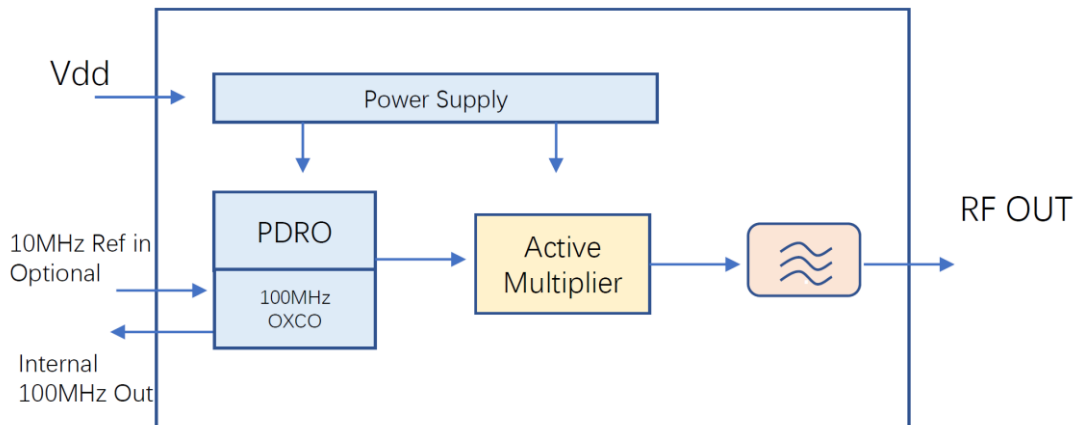 Vdd
Power Supply
PDRO
100MHz
OXCO
10MHz Ref in
Optional
Internal
100MHz Out
Active
Multiplier
RF OUT